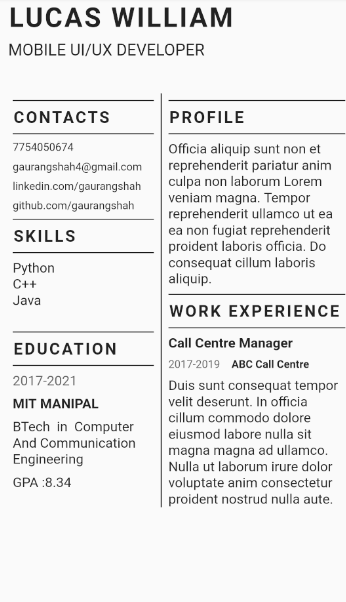 LUCAS WILLIAM
MOBILE UI/UX DEVELOPER
CONTACTS
7754050674
gaurangshah4@gmail.com
linkedin.com/gaurangshah
github.com/gaurangshah
SKILLS
Python
C++
Java
EDUCATION
2017-2021
MIT MANIPAL
BTech in Computer
And Communication
Engineering
GPA :8.34
PROFILE
Officia aliquip sunt non et
reprehenderit pariatur anim
culpa non laborum Lorem
veniam magna. Tempor
reprehenderit ullamco ut ea
ea non fugiat reprehenderit
proident laboris officia. Do
consequat cillum laboris
aliquip.
WORK EXPERIENCE
Call Centre Manager
2017-2019 ABC Call Centre
Duis sunt consequat tempor
velit deserunt. In officia
cillum commodo dolore
eiusmod labore nulla sit
magna magna ad ullamco.
Nulla ut laborum irure dolor
voluptate anim consectetur
proident nostrud nulla aute.